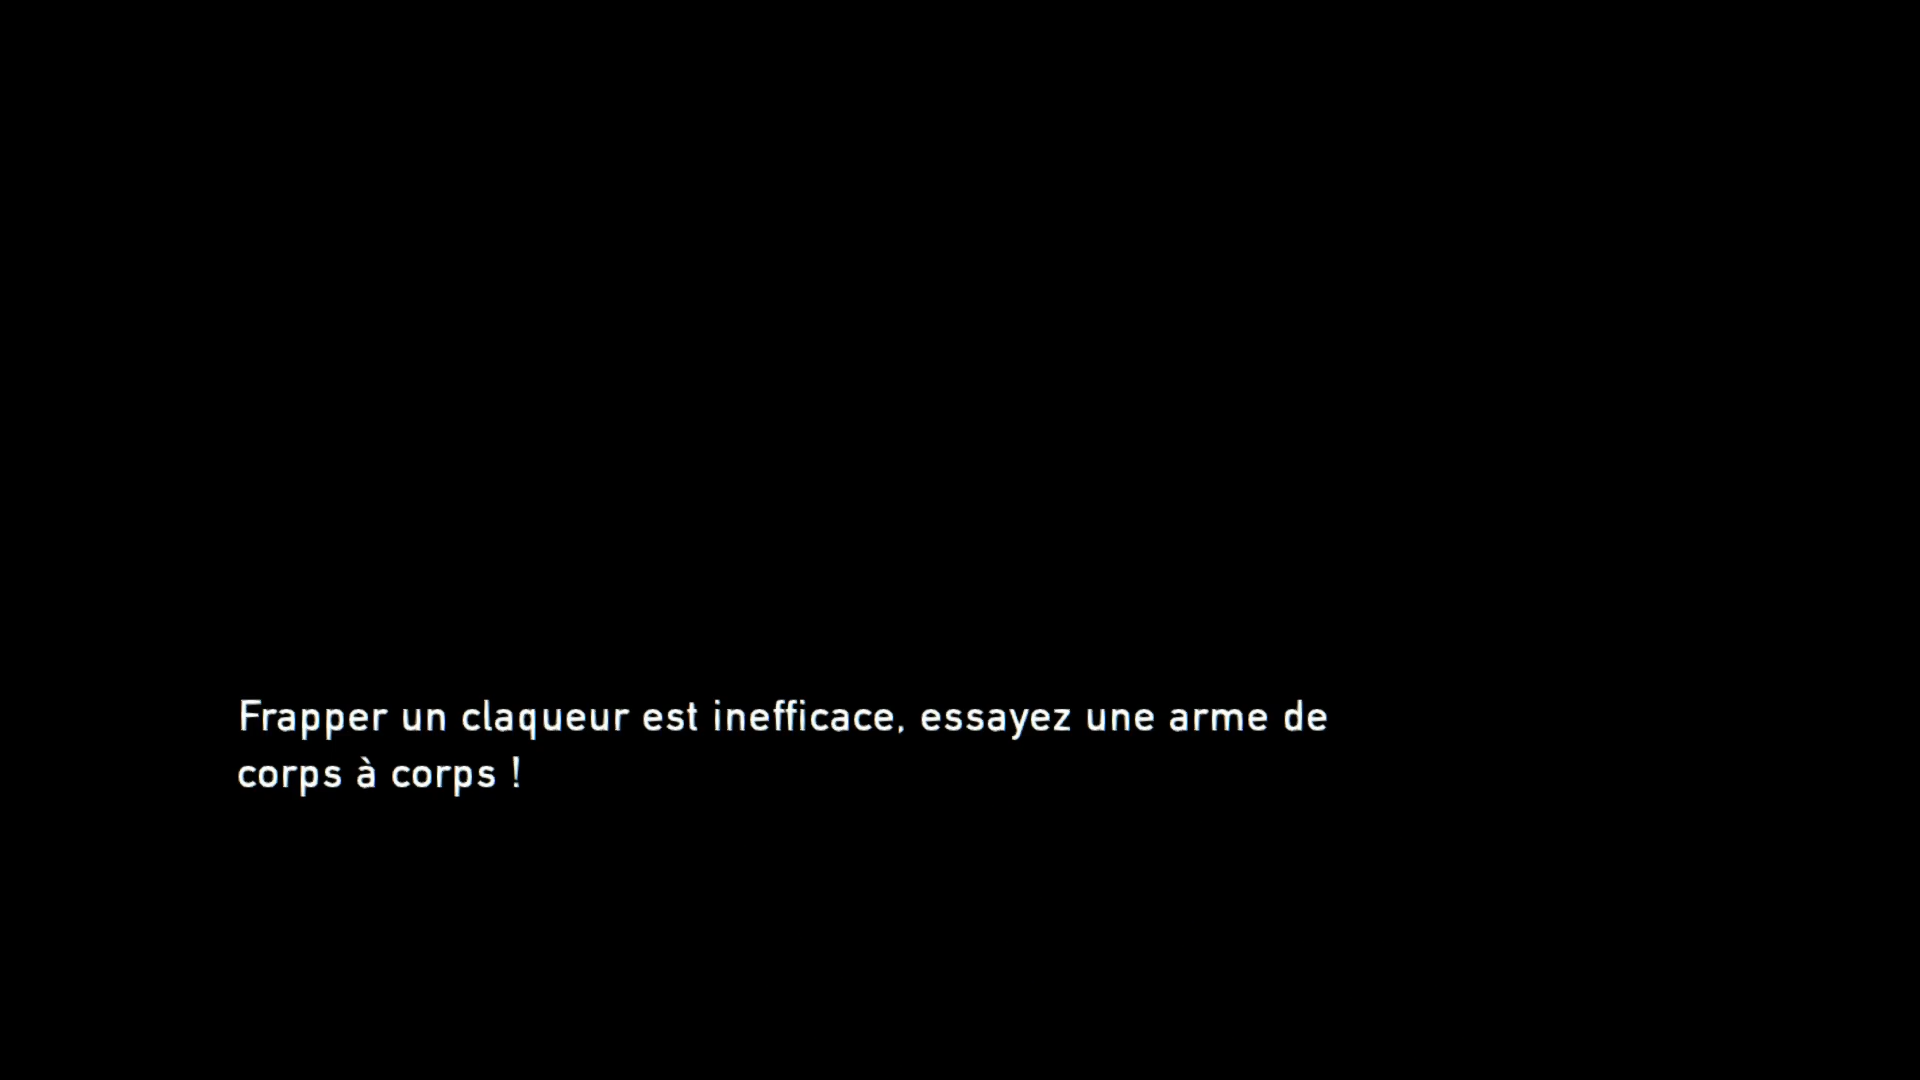 Frapper un claqueur est inefficace, essayez une arme de
corps à corps !